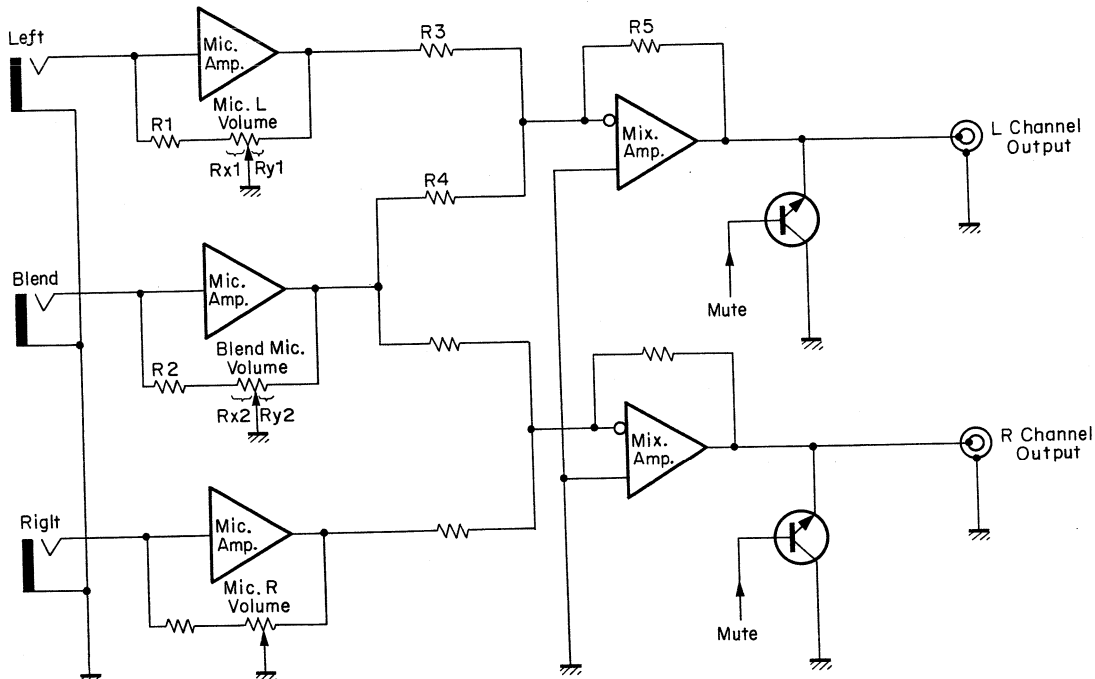 Left
Mic.
Amp.
R3
R5
R1
Mic. L
Volume
Rx1
Ry1
Mix.
Amp.
L Channel
Output
R4
Blend
Mic.
Amp.
Mute
R2
Blend Mic.
Volume
Rx2
Ry2
Mix.
Amp.
R Channel
Output
Riglt
Mic.
Amp.
Mic. R
Volume
Mute